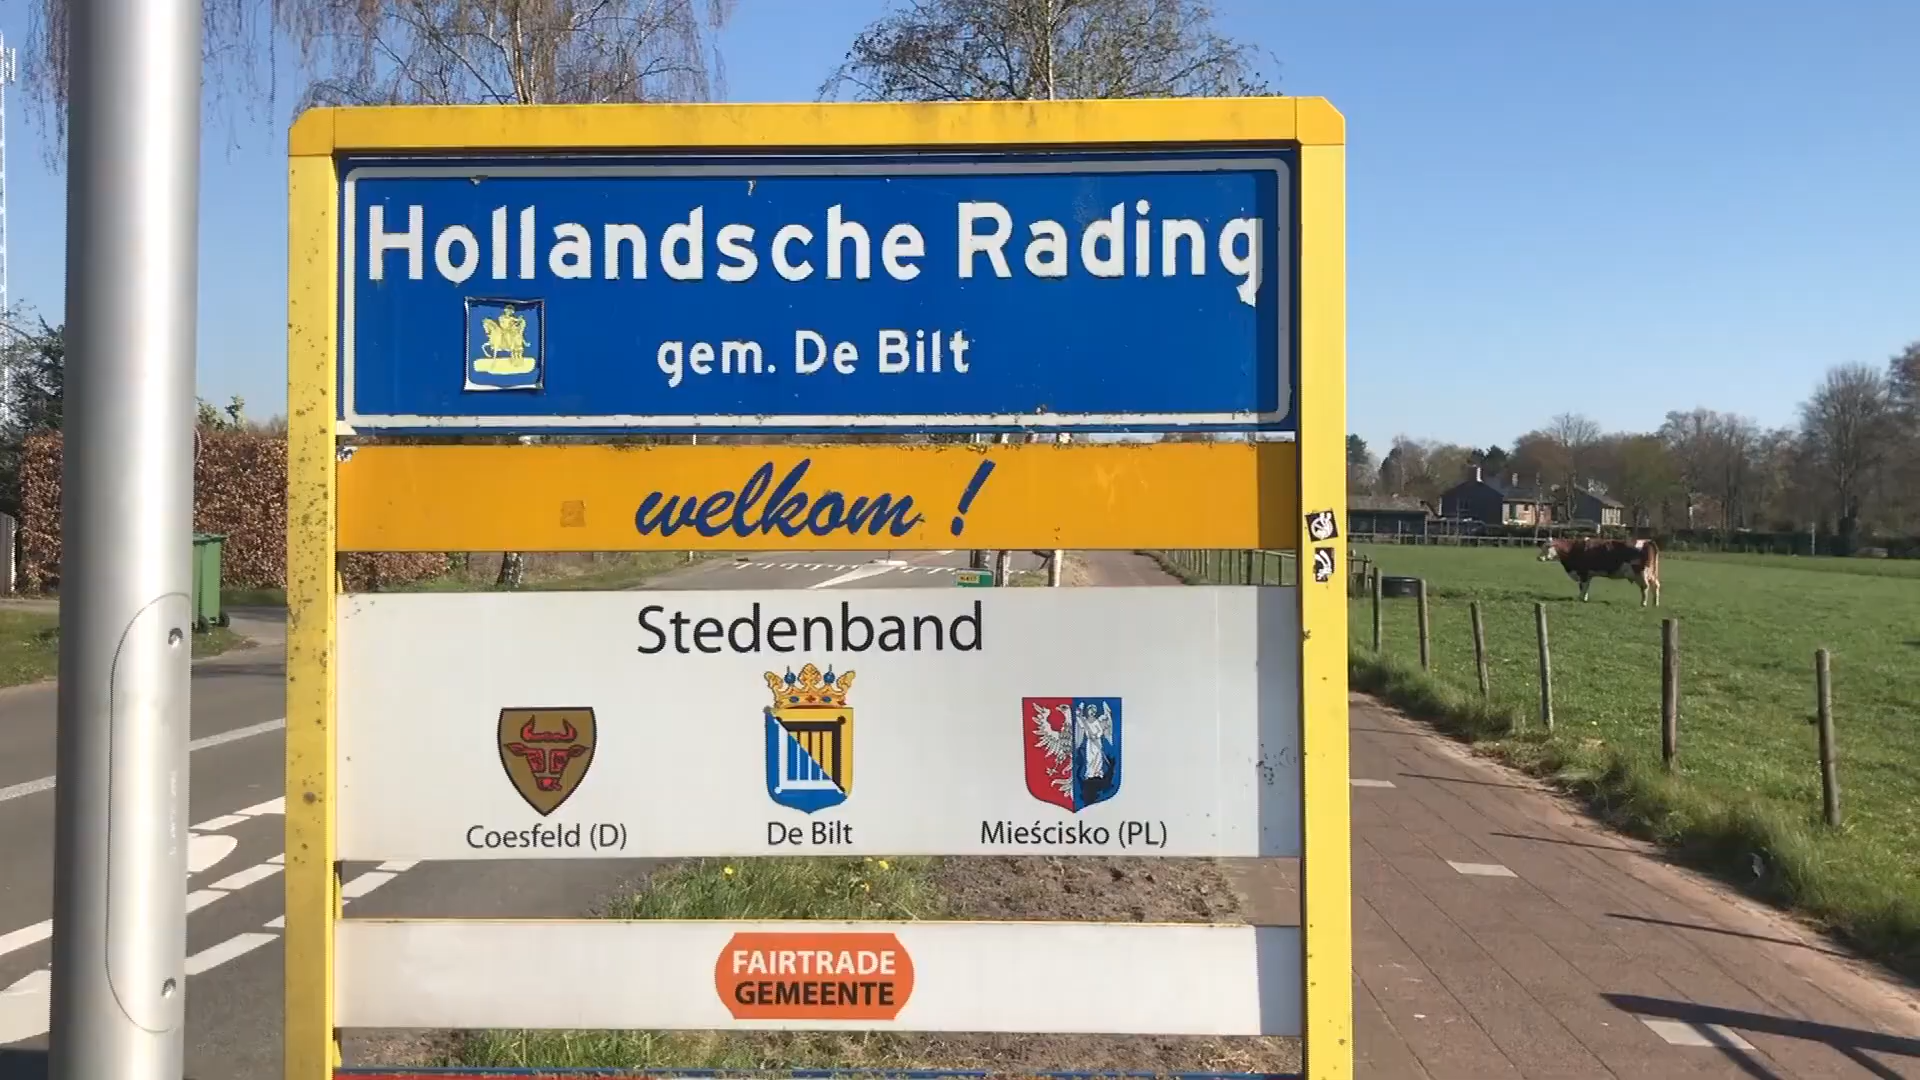 Hollandsche Rading
gem. De Bilt
welkom !
Stedenband
Coesfeld (D)
De Bilt
Mieścisko (PL)
FAIRTRADE
GEMEENTE